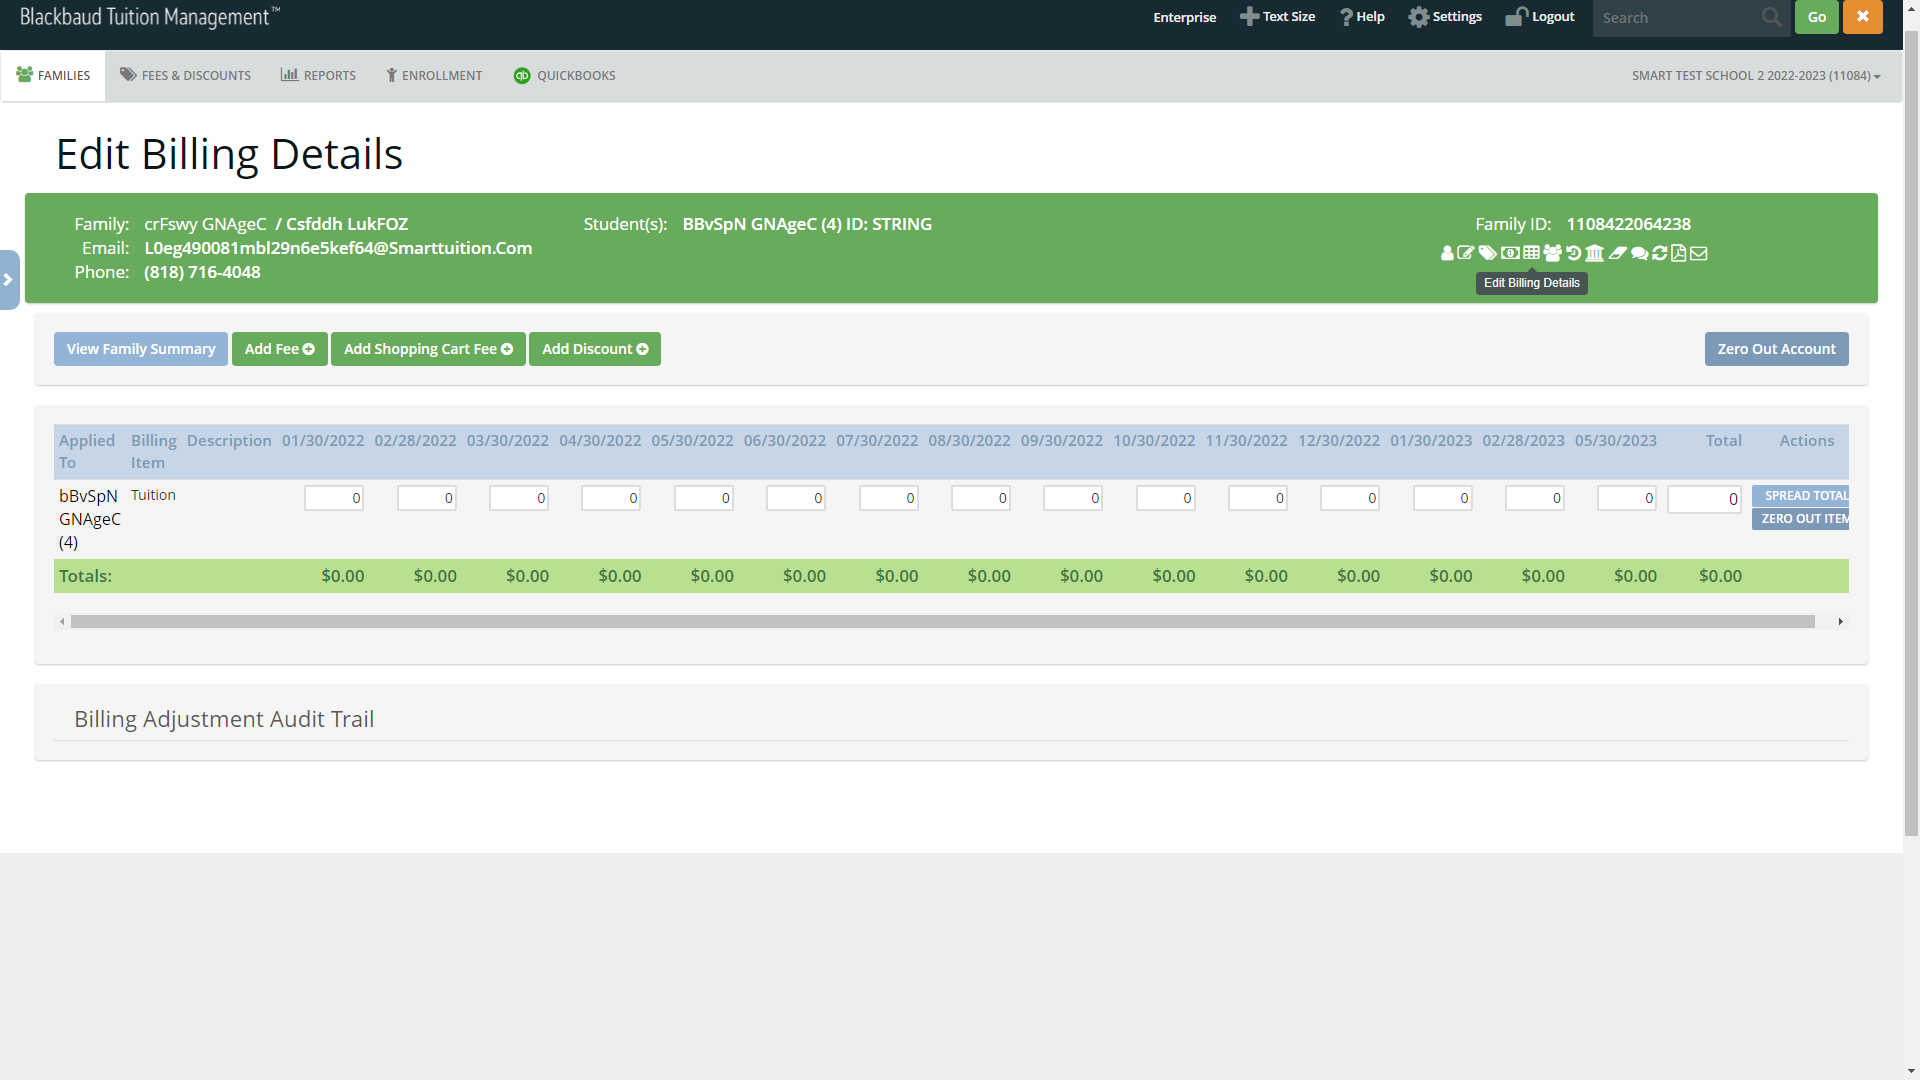 Blackbaud Tuition Management™
Enterprise Text Size Help Settings Logout Search Go
FAMILIES FEES & DISCOUNTS REPORTS ENROLLMENT QUICKBOOKS SMART TEST SCHOOL 2 2022-2023 (11084)
Edit Billing Details
Family: crFswy GNAgeC / Csfddh LukFOZ Student(s): BBvSpN GNAgeC (4) ID: STRING Family ID: 1108422064238
Email: L0eg490081mbl29n6e5kef64@Smarttuition.Com
Phone: (818) 716-4048
Edit Billing Details
View Family Summary Add Fee Add Shopping Cart Fee Add Discount Zero Out Account
Applied To Billing Item Description 01/30/2022 02/28/2022 03/30/2022 04/30/2022 05/30/2022 06/30/2022 07/30/2022 08/30/2022 09/30/2022 10/30/2022 11/30/2022 12/30/2022 01/30/2023 02/28/2023 05/30/2023 Total Actions
bBvSpN GNAgeC (4) Tuition 0 0 0 0 0 0 0 0 0 0 0 0 0 0 0 0 SPREAD TOTAL
ZERO OUT ITEM
Totals: $0.00 $0.00 $0.00 $0.00 $0.00 $0.00 $0.00 $0.00 $0.00 $0.00 $0.00 $0.00 $0.00 $0.00 $0.00 $0.00
Billing Adjustment Audit Trail